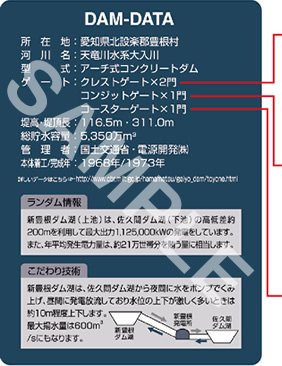 DAM-DATA
所在地:愛知県北設楽郡豊根村
河川名:天竜川水系大入川
型式:アーチ式コンクリートダム
ゲート:クレストゲート×2門
コンジットゲート×1門
コースターゲート×1門
堤高・堤頂長:116.5m・311.0m
総貯水容量:5,350万m³
管理者:国土交通省・電源開発㈱
本体着工/完成年:1968年/1973年
ランダム情報
新豊根ダム湖(上池)は、佐久間ダム湖(下池)の高低差約
200mを利用して最大出力1,125,000kWの発電をしています。
また、年平均発生電力量は、約21万世帯分を賄う量に相当します。
こだわり技術
新豊根ダム湖は、佐久間ダム湖から夜間に水をポンプでくみ
上げ、昼間に発電放流しており水位の上下が激しく多いときは
約10m程度上下します。
最大揚水量は600m³
/sにもなります。
新豊根
ダム湖
新豊根
発電所
佐久間
ダム湖
SAMPLE